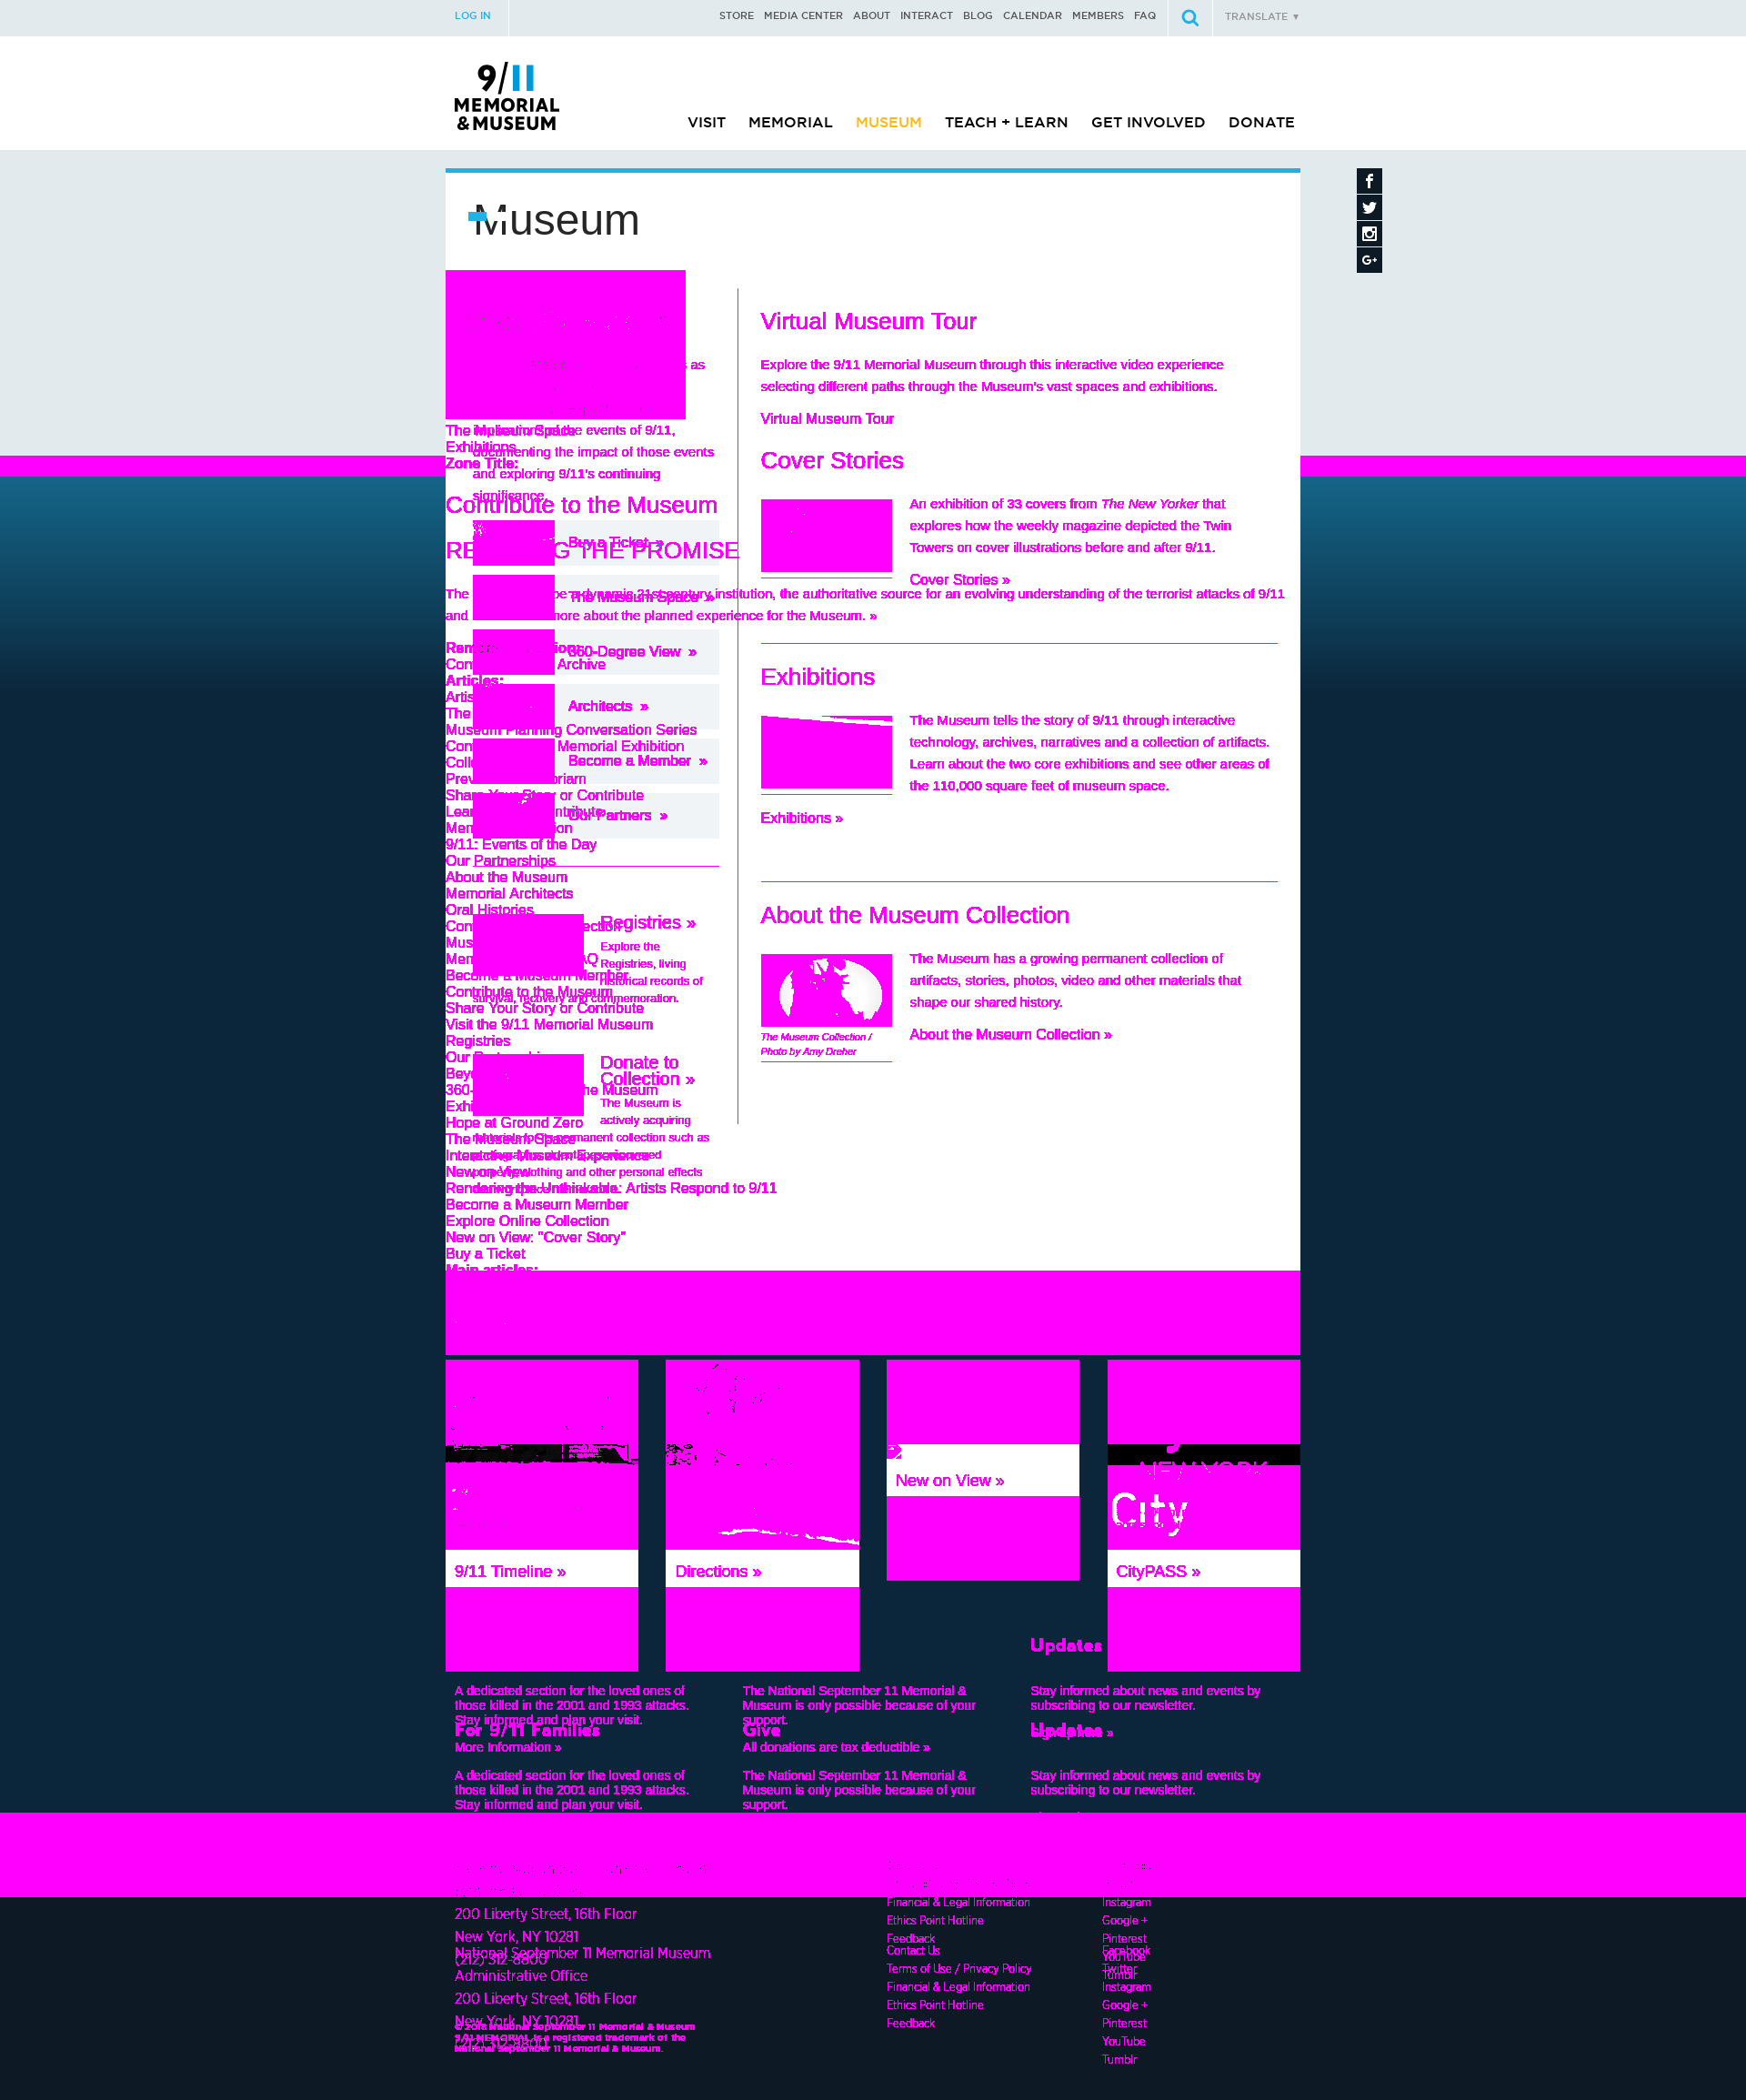 LOG IN
STORE MEDIA CENTER ABOUT INTERACT BLOG CALENDAR MEMBERS FAQ
TRANSLATE ▼
9/11
MEMORIAL
& MUSEUM
VISIT MEMORIAL MUSEUM TEACH + LEARN GET INVOLVED DONATE
Museum
as
The Museum Space
Exhibitions
Zone Title:
implications of the events of 9/11,
documenting the impact of those events
and exploring 9/11's continuing
significance.
Contribute to the Museum
THE PROMISE
The
be a dynamic 21st century institution, the authoritative source for an evolving understanding of the terrorist attacks of 9/11
and
more about the planned experience for the Museum. »
Buy a Ticket »
The Museum Space »
360-Degree View »
Architects »
Become a Member »
Our Partners »
Archive
Articles:
The
Museum Planning Conversation Series
Memorial Exhibition
Share Your Story or Contribute
9/11: Events of the Day
Our Partnerships
About the Museum
Memorial Architects
Oral Histories
Become a Museum Member
Contribute to the Museum
Share Your Story or Contribute
Visit the 9/11 Memorial Museum
Registries
Our
360-
the Museum
Hope at Ground Zero
The Museum Space
Interactive Museum Experience
New on View
Rendering the Unthinkable: Artists Respond to 9/11
Become a Museum Member
Explore Online Collection
New on View: "Cover Story"
Buy a Ticket
Main articles:
Registries »
Explore the
Registries, living
historical records of
survival, recovery and commemoration.
Donate to
Collection »
The Museum is
actively acquiring
materials for its permanent collection such as
clothing and other personal effects
Virtual Museum Tour
Explore the 9/11 Memorial Museum through this interactive video experience
selecting different paths through the Museum's vast spaces and exhibitions.
Virtual Museum Tour
Cover Stories
An exhibition of 33 covers from The New Yorker that
explores how the weekly magazine depicted the Twin
Towers on cover illustrations before and after 9/11.
Cover Stories »
Exhibitions
The Museum tells the story of 9/11 through interactive
technology, archives, narratives and a collection of artifacts.
Learn about the two core exhibitions and see other areas of
the 110,000 square feet of museum space.
Exhibitions »
About the Museum Collection
The Museum has a growing permanent collection of
artifacts, stories, photos, video and other materials that
shape our shared history.
About the Museum Collection »
The Museum Collection /
Photo by Amy Dreher
NEW YORK
City
9/11 Timeline »
Directions »
New on View »
CityPASS »
Updates
A dedicated section for the loved ones of
those killed in the 2001 and 1993 attacks.
Stay informed and plan your visit.
For 9/11 Families
More Information »
A dedicated section for the loved ones of
those killed in the 2001 and 1993 attacks.
Stay informed and plan your visit.
The National September 11 Memorial &
Museum is only possible because of your
support.
Give
All donations are tax deductible »
The National September 11 Memorial &
Museum is only possible because of your
support.
Stay informed about news and events by
subscribing to our newsletter.
Updates
Stay informed about news and events by
subscribing to our newsletter.
200 Liberty Street, 16th Floor
New York, NY 10281
(212) 312-8800
National September 11 Memorial Museum
Administrative Office
200 Liberty Street, 16th Floor
New York, NY 10281
(212) 312-8800
© 2018 National September 11 Memorial & Museum
9/11 MEMORIAL is a registered trademark of the
National September 11 Memorial & Museum.
Financial & Legal Information
Ethics Point Hotline
Feedback
Contact Us
Terms of Use / Privacy Policy
Financial & Legal Information
Ethics Point Hotline
Feedback
Instagram
Google +
Pinterest
YouTube
Tumblr
Facebook
Twitter
Instagram
Google +
Pinterest
YouTube
Tumblr